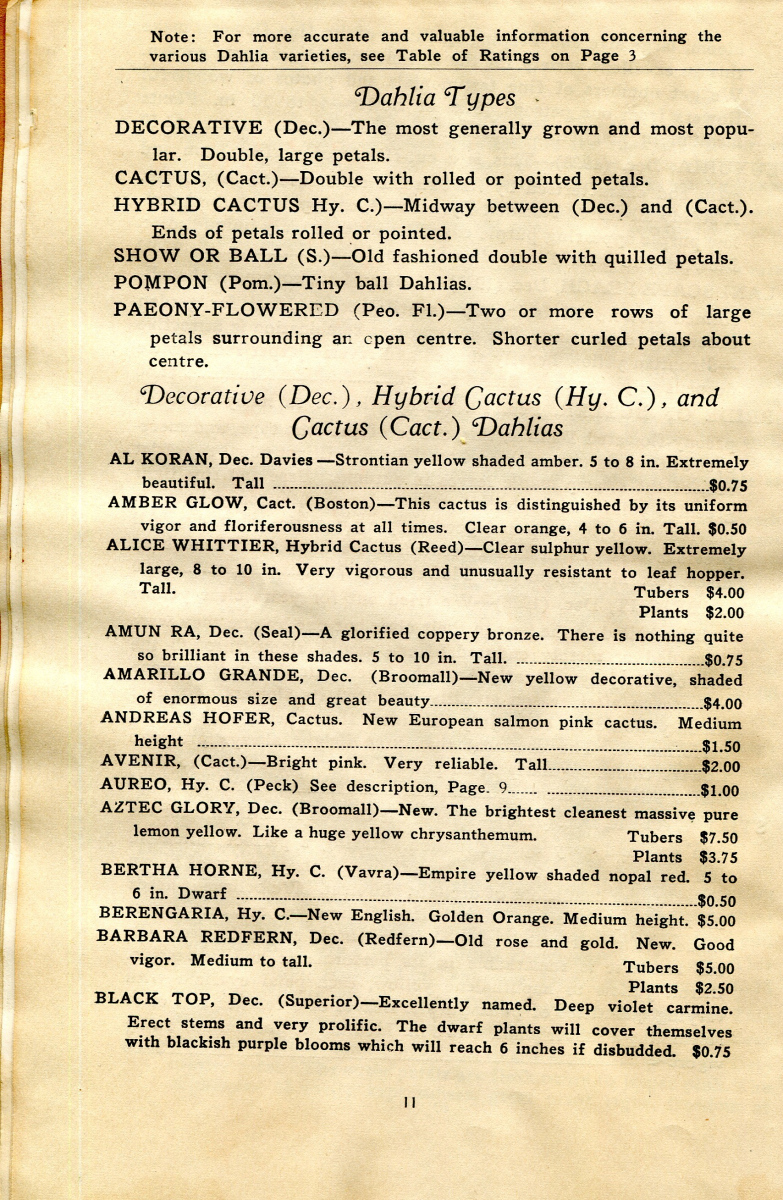 Note: For more accurate and valuable information concerning the
various Dahlia varieties, see Table of Ratings on Page 3
Dahlia Types
DECORATIVE (Dec.)—The most generally grown and most popu-
lar. Double, large petals.
CACTUS, (Cact.)—Double with rolled or pointed petals.
HYBRID CACTUS Hy. C.)—Midway between (Dec.) and (Cact.).
Ends of petals rolled or pointed.
SHOW OR BALL (S.)—Old fashioned double with quilled petals.
POMPON (Pom.)—Tiny ball Dahlias.
PAEONY-FLOWERED (Peo. Fl.)—Two or more rows of large
petals surrounding an open centre. Shorter curled petals about
centre.
Decorative (Dec.), Hybrid Cactus (Hy. C.), and
Cactus (Cact.) Dahlias
AL KORAN, Dec. Davies—Strontian yellow shaded amber. 5 to 8 in. Extremely
beautiful. Tall ........ $0.75
AMBER GLOW, Cact. (Boston)—This cactus is distinguished by its uniform
vigor and floriferousness at all times. Clear orange, 4 to 6 in. Tall. $0.50
ALICE WHITTIER, Hybrid Cactus (Reed)—Clear sulphur yellow. Extremely
large, 8 to 10 in. Very vigorous and unusually resistant to leaf hopper.
Tall. Tubers $4.00
Plants $2.00
AMUN RA, Dec. (Seal)—A glorified coppery bronze. There is nothing quite
so brilliant in these shades. 5 to 10 in. Tall. ........ $0.75
AMARILLO GRANDE, Dec. (Broomall)—New yellow decorative, shaded
of enormous size and great beauty........ $4.00
ANDREAS HOFER, Cactus. New European salmon pink cactus. Medium
height ........ $1.50
AVENIR, (Cact.)—Bright pink. Very reliable. Tall........ $2.00
AUREO, Hy. C. (Peck) See description, Page. 9........ $1.00
AZTEC GLORY, Dec. (Broomall)—New. The brightest cleanest massive pure
lemon yellow. Like a huge yellow chrysanthemum. Tubers $7.50
Plants $3.75
BERTHA HORNE, Hy. C. (Vavra)—Empire yellow shaded nopal red. 5 to
6 in. Dwarf ........ $0.50
BERENGARIA, Hy. C.—New English. Golden Orange. Medium height. $5.00
BARBARA REDFERN, Dec. (Redfern)—Old rose and gold. New. Good
vigor. Medium to tall. Tubers $5.00
Plants $2.50
BLACK TOP, Dec. (Superior)—Excellently named. Deep violet carmine.
Erect stems and very prolific. The dwarf plants will cover themselves
with blackish purple blooms which will reach 6 inches if disbudded. $0.75
11